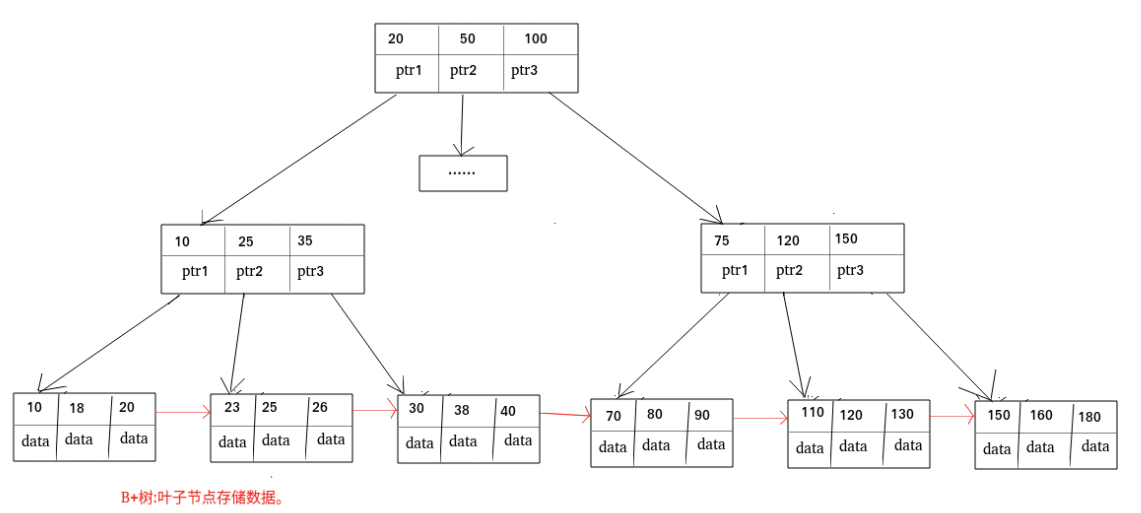 20 50 100
ptr1 ptr2 ptr3
······
10 25 35
ptr1 ptr2 ptr3
75 120 150
ptr1 ptr2 ptr3
10 18 20
data data data
23 25 26
data data data
30 38 40
data data data
70 80 90
data data data
110 120 130
data data data
150 160 180
data data data
B+树:叶子节点存储数据。